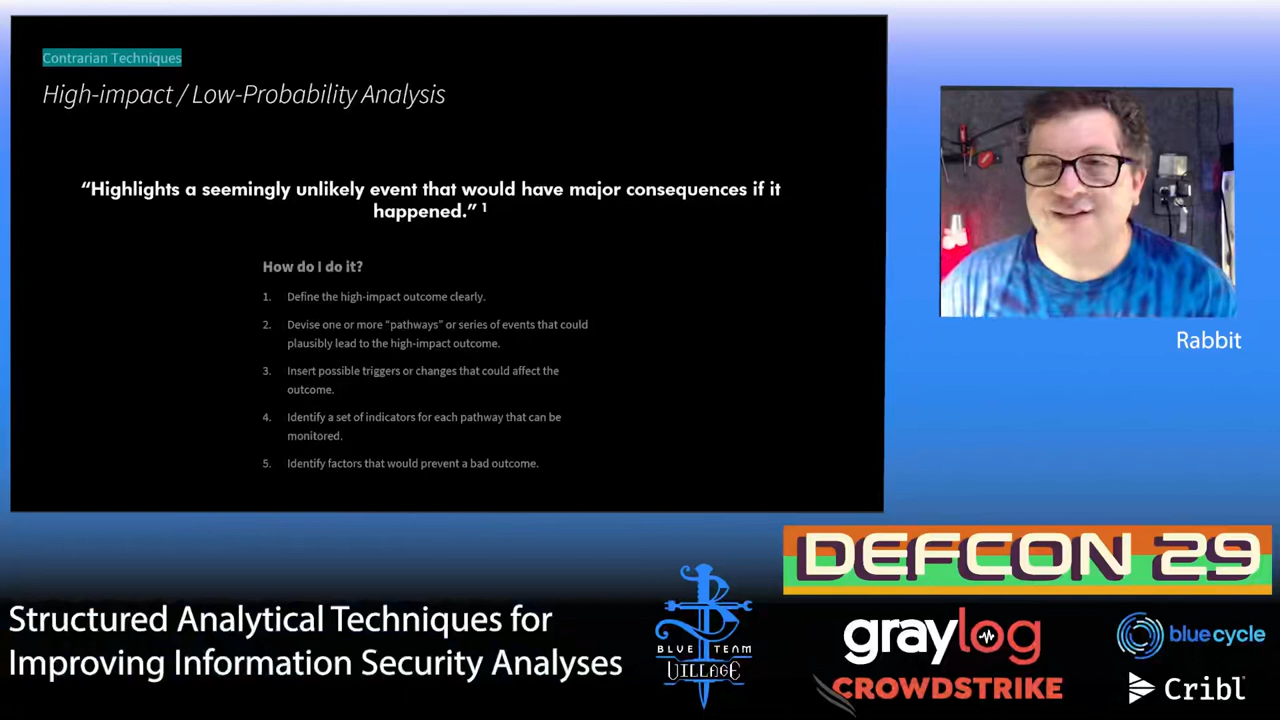 Contrarian Techniques
High-impact / Low-Probability Analysis
“Highlights a seemingly unlikely event that would have major consequences if it
happened.” 1
How do I do it?
1. Define the high-impact outcome clearly.
2. Devise one or more “pathways” or series of events that could
plausibly lead to the high-impact outcome.
3. Insert possible triggers or changes that could affect the
outcome.
4. Identify a set of indicators for each pathway that can be
monitored.
5. Identify factors that would prevent a bad outcome.
Rabbit
DEFCON 29
Structured Analytical Techniques for
Improving Information Security Analyses
BLUE TEAM
VILLAGE
graylog
blue cycle
CROWDSTRIKE
Cribl